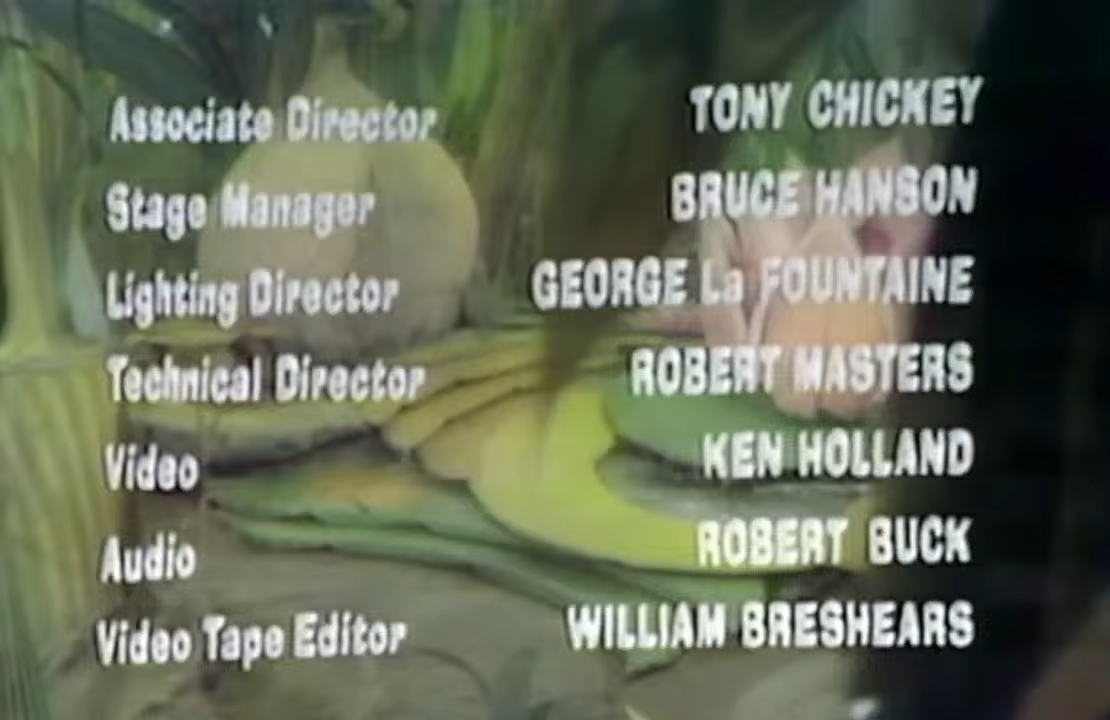 Associate Director TONY CHICKEY
Stage Manager BRUCE HANSON
Lighting Director GEORGE La FOUNTAINE
Technical Director ROBERT MASTERS
Video KEN HOLLAND
Audio ROBERT BUCK
Video Tape Editor WILLIAM BRESHEARS